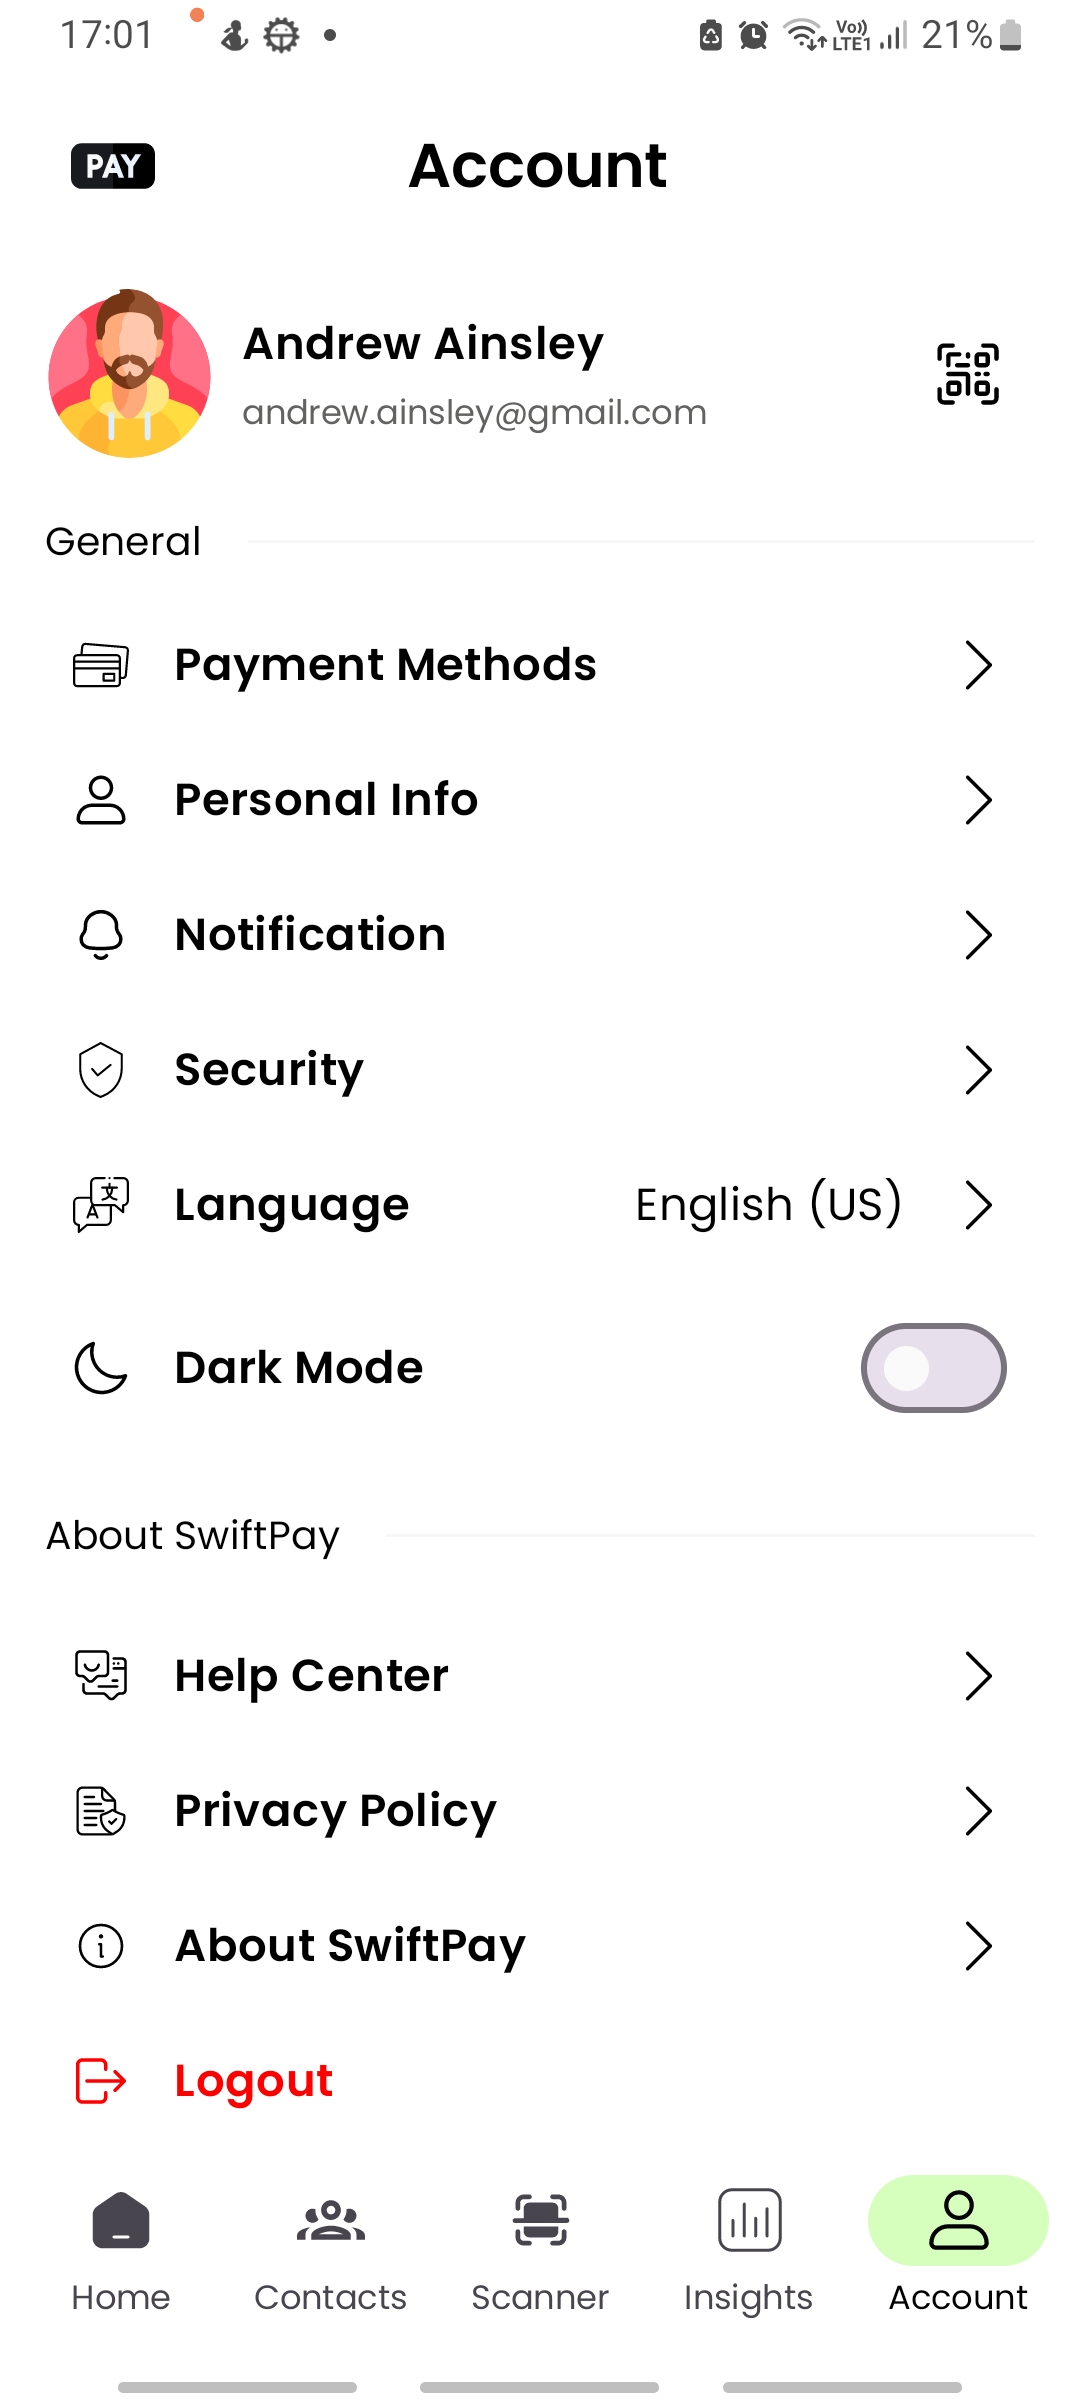 17:01
Vo))
LTE1
21%
PAY
Account
Andrew Ainsley
andrew.ainsley@gmail.com
General
Payment Methods
Personal Info
Notification
Security
文
A
Language English (US)
Dark Mode
About SwiftPay
Help Center
Privacy Policy
About SwiftPay
Logout
Home Contacts Scanner Insights Account